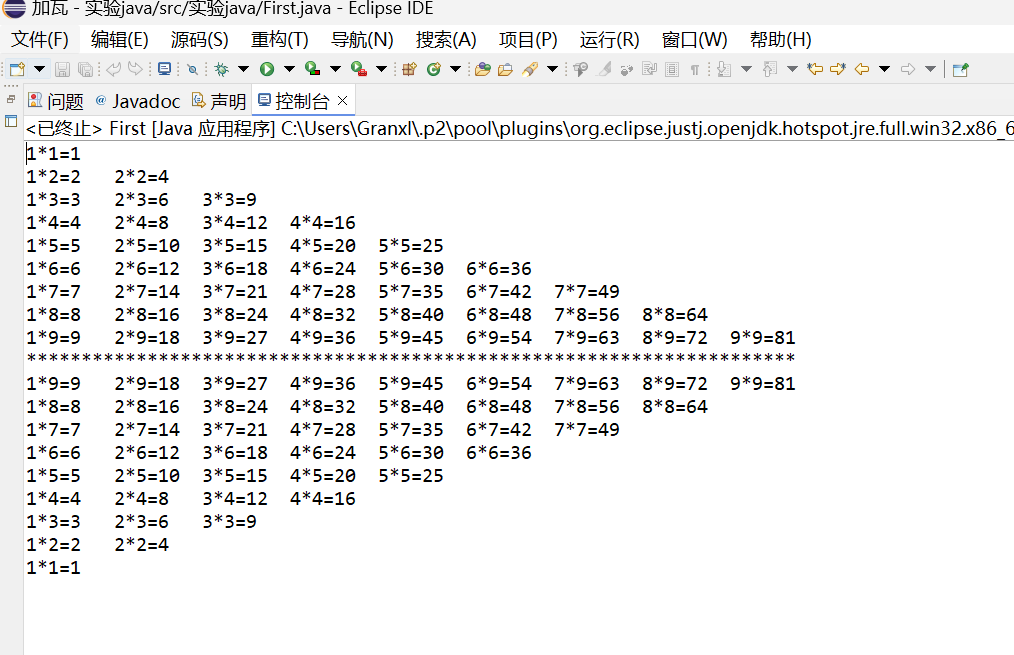 加瓦 - 实验java/src/实验java/First.java - Eclipse IDE
文件(F) 编辑(E) 源码(S) 重构(T) 导航(N) 搜索(A) 项目(P) 运行(R) 窗口(W) 帮助(H)
问题 @ Javadoc 声明 控制台
<已终止> First [Java 应用程序] C:\Users\Granxl\.p2\pool\plugins\org.eclipse.justj.openjdk.hotspot.jre.full.win32.x86_6
1*1=1
1*2=2 2*2=4
1*3=3 2*3=6 3*3=9
1*4=4 2*4=8 3*4=12 4*4=16
1*5=5 2*5=10 3*5=15 4*5=20 5*5=25
1*6=6 2*6=12 3*6=18 4*6=24 5*6=30 6*6=36
1*7=7 2*7=14 3*7=21 4*7=28 5*7=35 6*7=42 7*7=49
1*8=8 2*8=16 3*8=24 4*8=32 5*8=40 6*8=48 7*8=56 8*8=64
1*9=9 2*9=18 3*9=27 4*9=36 5*9=45 6*9=54 7*9=63 8*9=72 9*9=81
**********************************************************************
1*9=9 2*9=18 3*9=27 4*9=36 5*9=45 6*9=54 7*9=63 8*9=72 9*9=81
1*8=8 2*8=16 3*8=24 4*8=32 5*8=40 6*8=48 7*8=56 8*8=64
1*7=7 2*7=14 3*7=21 4*7=28 5*7=35 6*7=42 7*7=49
1*6=6 2*6=12 3*6=18 4*6=24 5*6=30 6*6=36
1*5=5 2*5=10 3*5=15 4*5=20 5*5=25
1*4=4 2*4=8 3*4=12 4*4=16
1*3=3 2*3=6 3*3=9
1*2=2 2*2=4
1*1=1